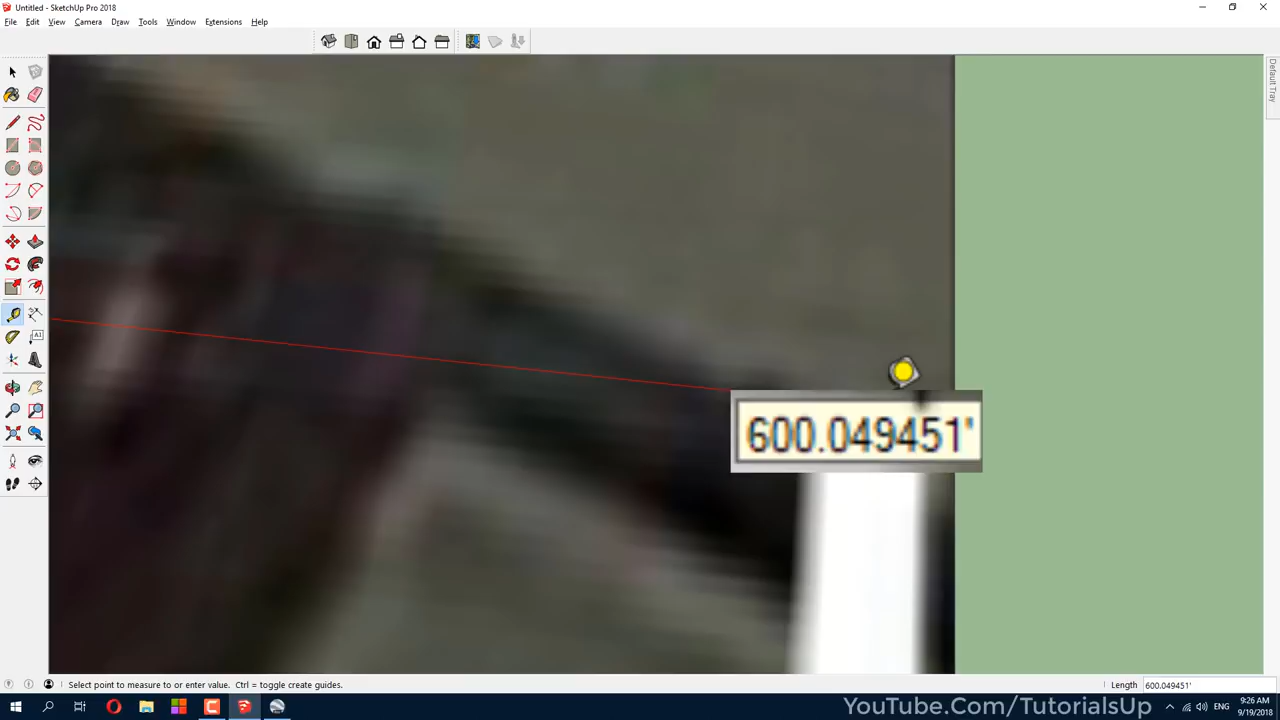 Untitled - SketchUp Pro 2018
File Edit View Camera Draw Tools Window Extensions Help
Default Tray
600.049451'
Select point to measure to or enter value. Ctrl = toggle create guides.
Length 600.049451'
YouTube.Com/TutorialsUp
ENG
9:26 AM
9/19/2018